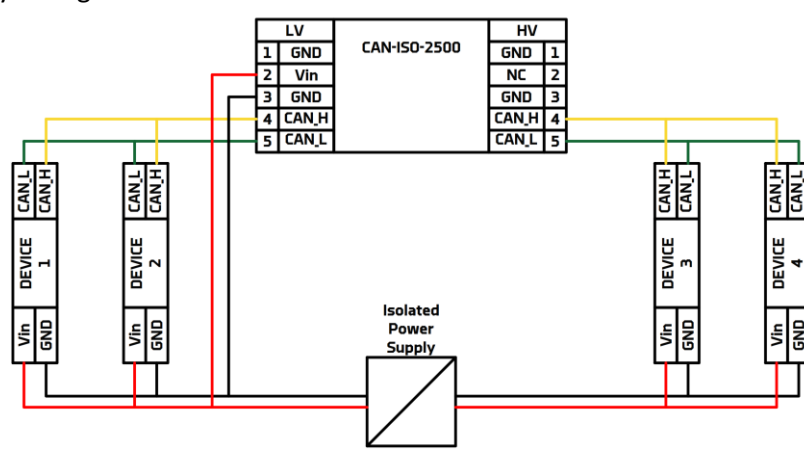 LV
CAN-ISO-2500
HV
1 GND
GND 1
2 Vin
NC 2
3 GND
GND 3
4 CAN_H
CAN_H 4
5 CAN_L
CAN_L 5
CAN_L
CAN_H
DEVICE
1
Vin
GND
CAN_L
CAN_H
DEVICE
2
Vin
GND
CAN_H
CAN_L
DEVICE
3
Vin
GND
CAN_H
CAN_L
DEVICE
4
Vin
GND
Isolated
Power
Supply